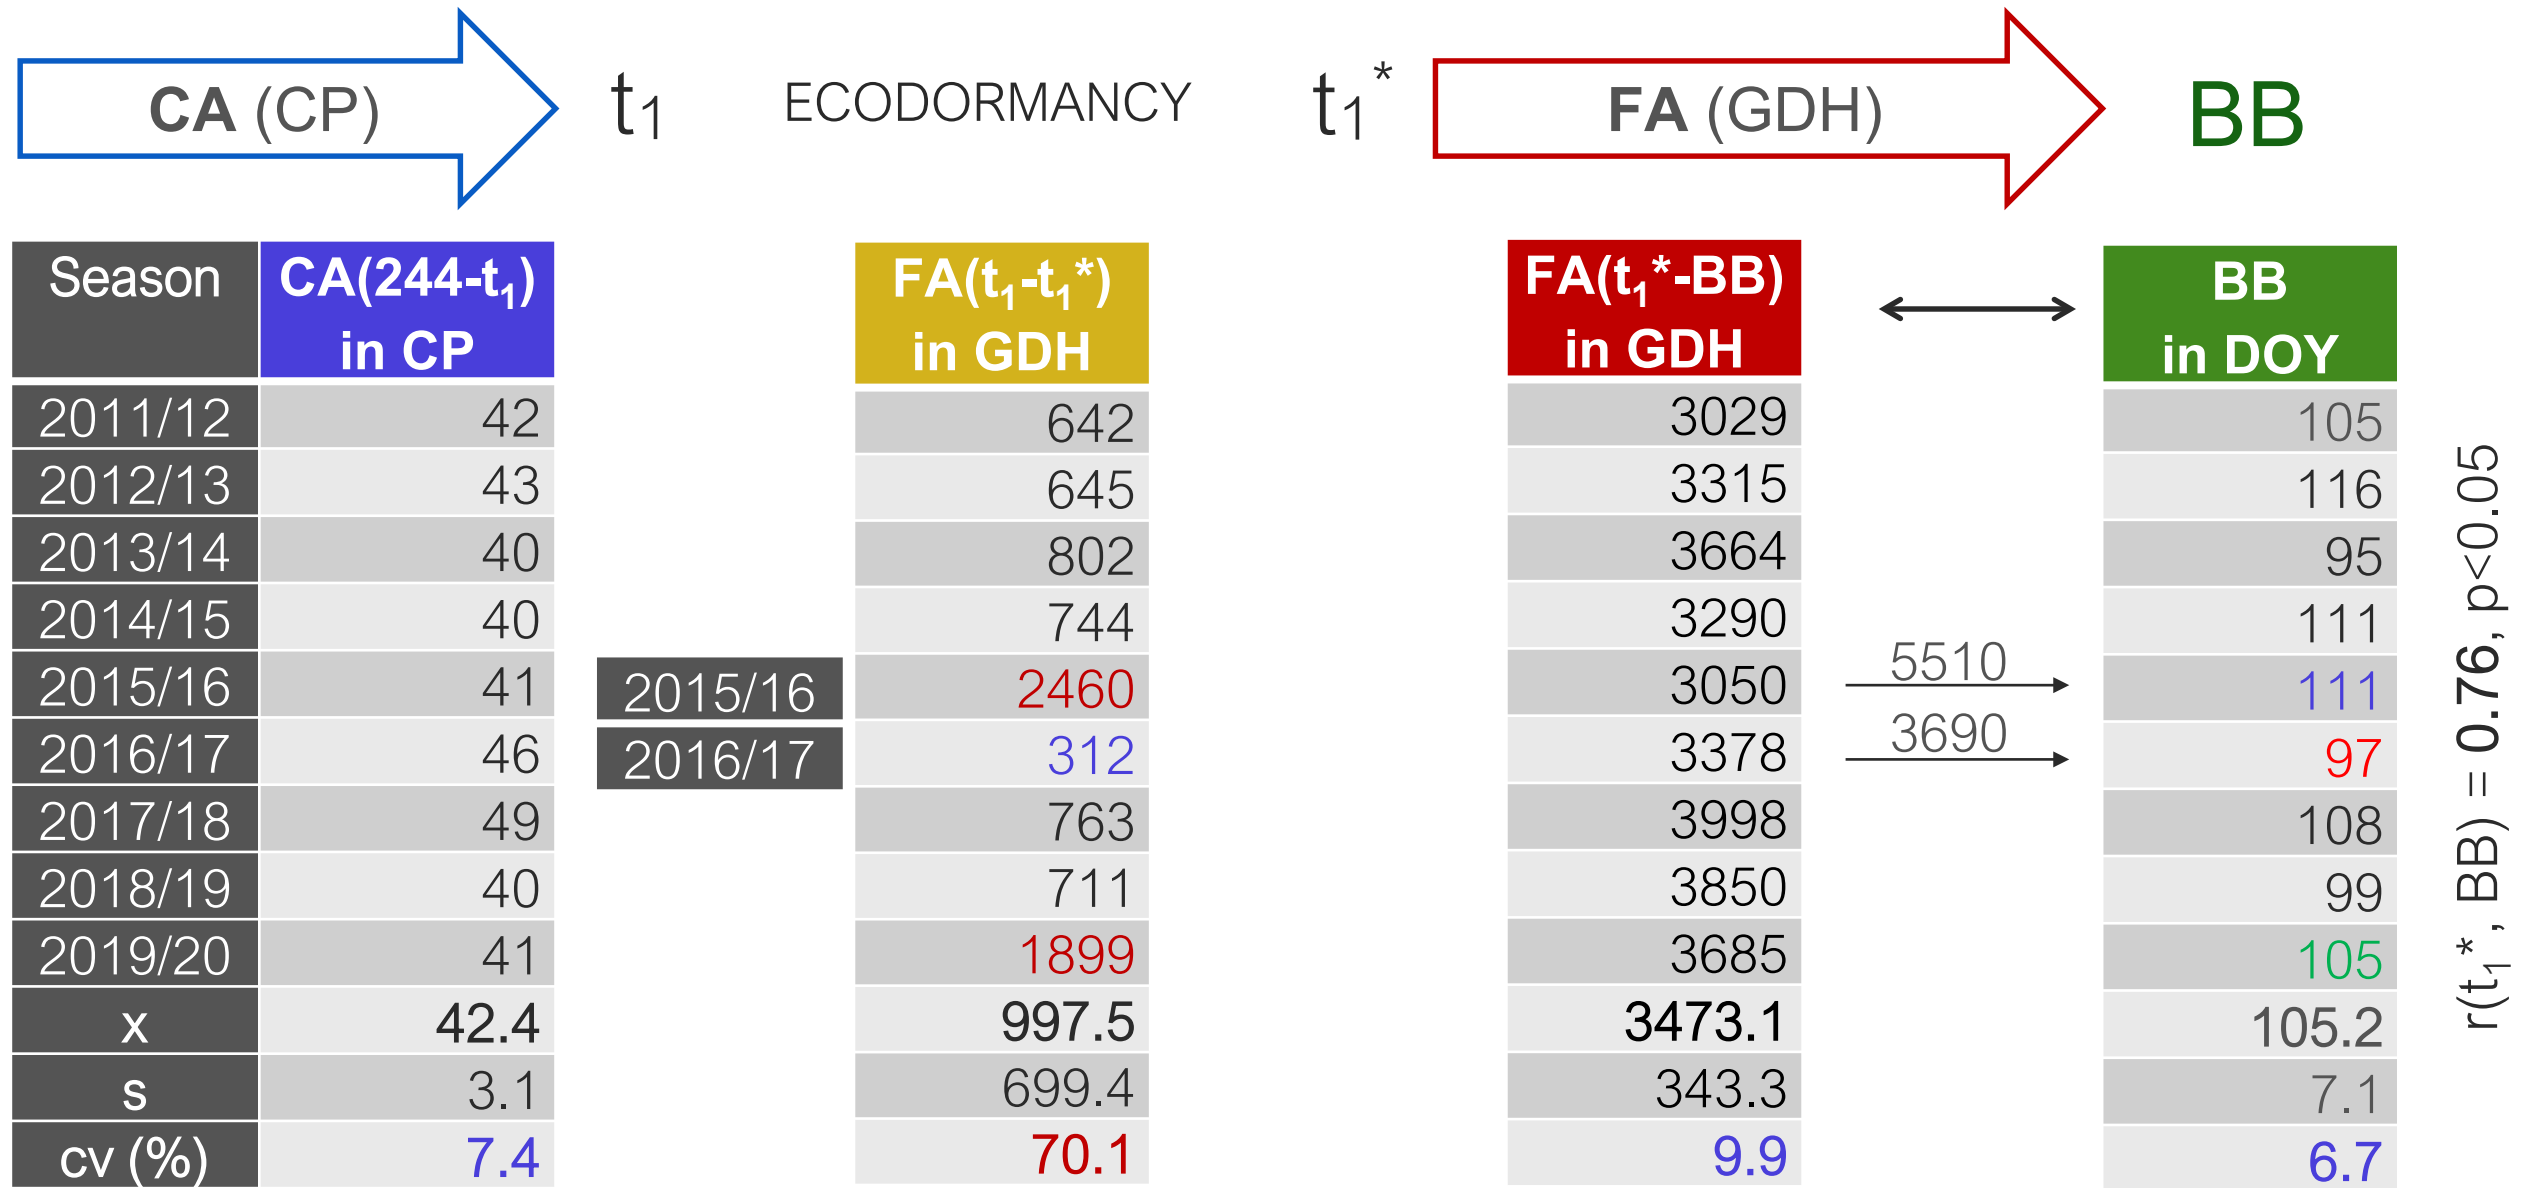 CA (CP) t1 ECODORMANCY t1* FA (GDH) BB
Season CA(244-t1) in CP FA(t1-t1*) in GDH FA(t1*-BB) in GDH BB in DOY
2011/12 42 642 3029 105
2012/13 43 645 3315 116
2013/14 40 802 3664 95
2014/15 40 744 3290 111
2015/16 41 2015/16 2460 3050 5510 111
2016/17 46 2016/17 312 3378 3690 97
2017/18 49 763 3998 108
2018/19 40 711 3850 99
2019/20 41 1899 3685 105
x 42.4 997.5 3473.1 105.2
s 3.1 699.4 343.3 7.1
cv (%) 7.4 70.1 9.9 6.7
r(t1*, BB) = 0.76, p<0.05